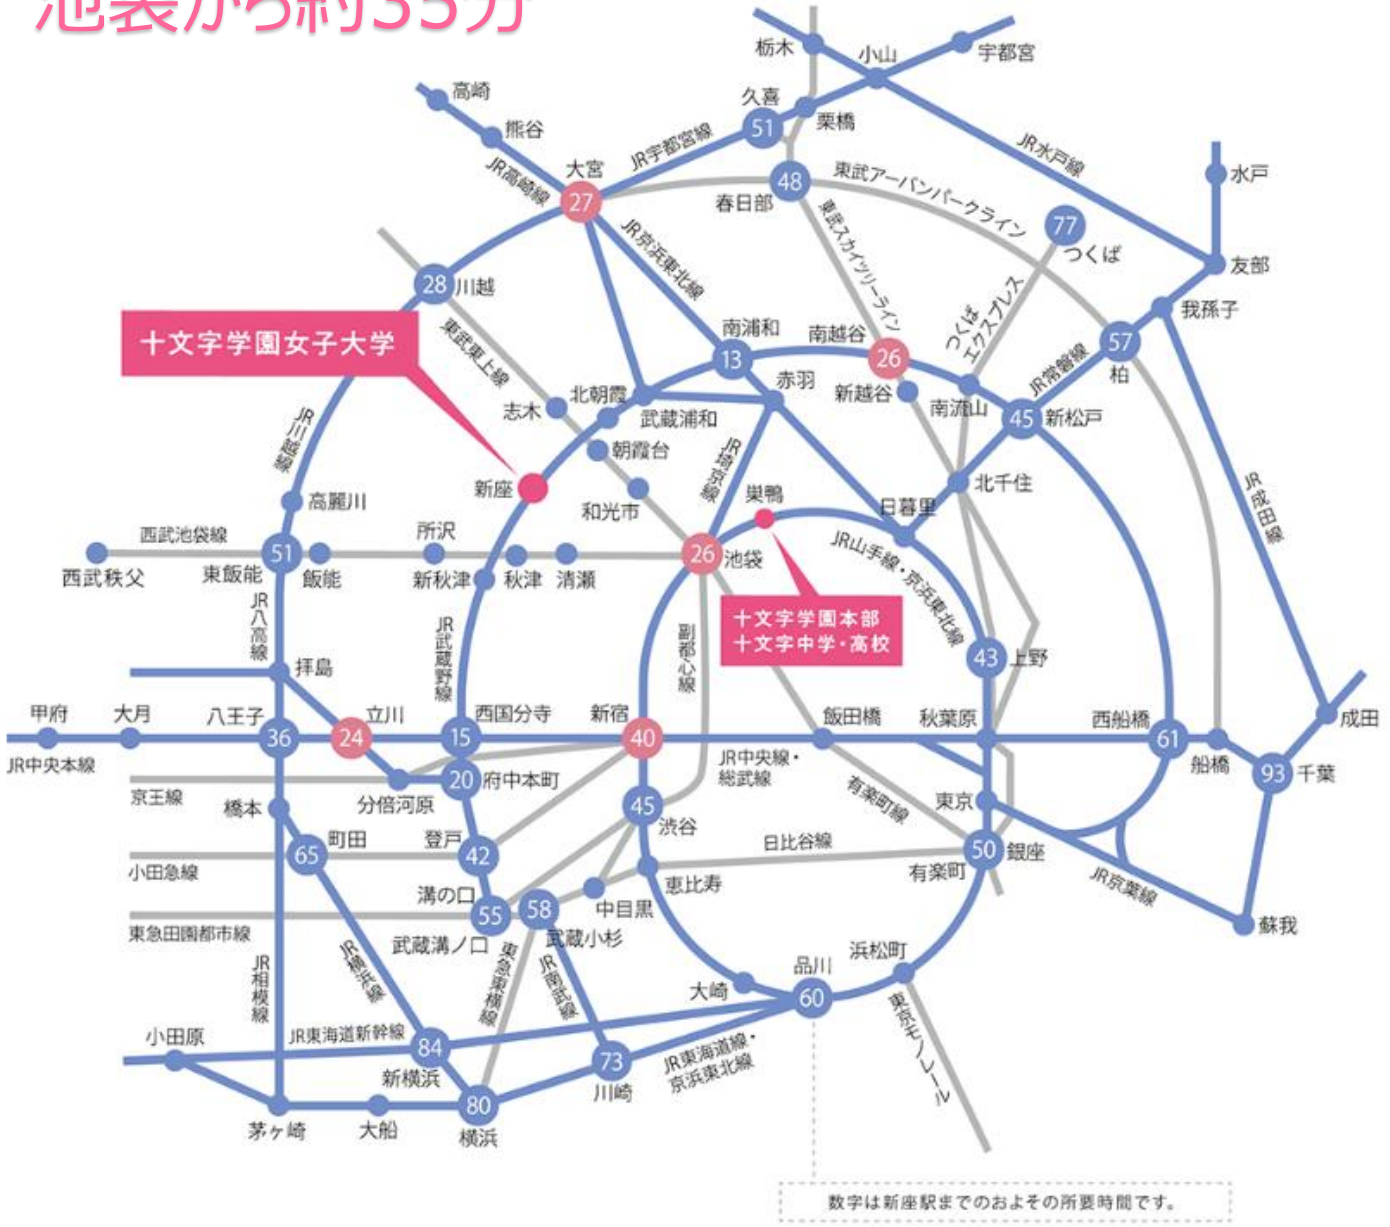 池袋から約35分
栃木
小山
宇都宮
高崎
久喜
51
栗橋
熊谷
JR宇都宮線
JR高崎線
大宮
27
JR水戸線
水戸
春日部
48
東武アーバンパークライン
東武スカイツリーライン
77
つくば
JR京浜東北線
28
川越
友部
我孫子
つくば
エクスプレス
十文字学園女子大学
東武東上線
南浦和
13
南越谷
26
57
柏
JR常磐線
北朝霞
武蔵浦和
赤羽
新越谷
南流山
45
新松戸
志木
朝霞台
JR川越線
JR埼京線
新座
和光市
巣鴨
日暮里
北千住
JR成田線
高麗川
西武池袋線
所沢
西武秩父
51
東飯能
飯能
新秋津
秋津
清瀬
26
池袋
JR山手線・京浜東北線
十文字学園本部
十文字中学・高校
JR八高線
JR武蔵野線
副都心線
43
上野
拝島
甲府
大月
八王子
36
立川
24
西国分寺
15
新宿
40
飯田橋
秋葉原
西船橋
61
船橋
成田
JR中央本線
JR中央線・
総武線
93
千葉
京王線
分倍河原
20
府中本町
有楽町線
東京
橋本
45
渋谷
65
町田
登戸
42
日比谷線
50
銀座
有楽町
小田急線
恵比寿
JR京葉線
溝の口
55
58
中目黒
蘇我
東急田園都市線
武蔵溝ノ口
武蔵小杉
JR相模線
JR横浜線
東急東横線
JR南武線
大崎
品川
60
浜松町
東京モノレール
小田原
JR東海道新幹線
84
新横浜
73
川崎
JR東海道線・
京浜東北線
茅ヶ崎
大船
80
横浜
数字は新座駅までのおよその所要時間です。